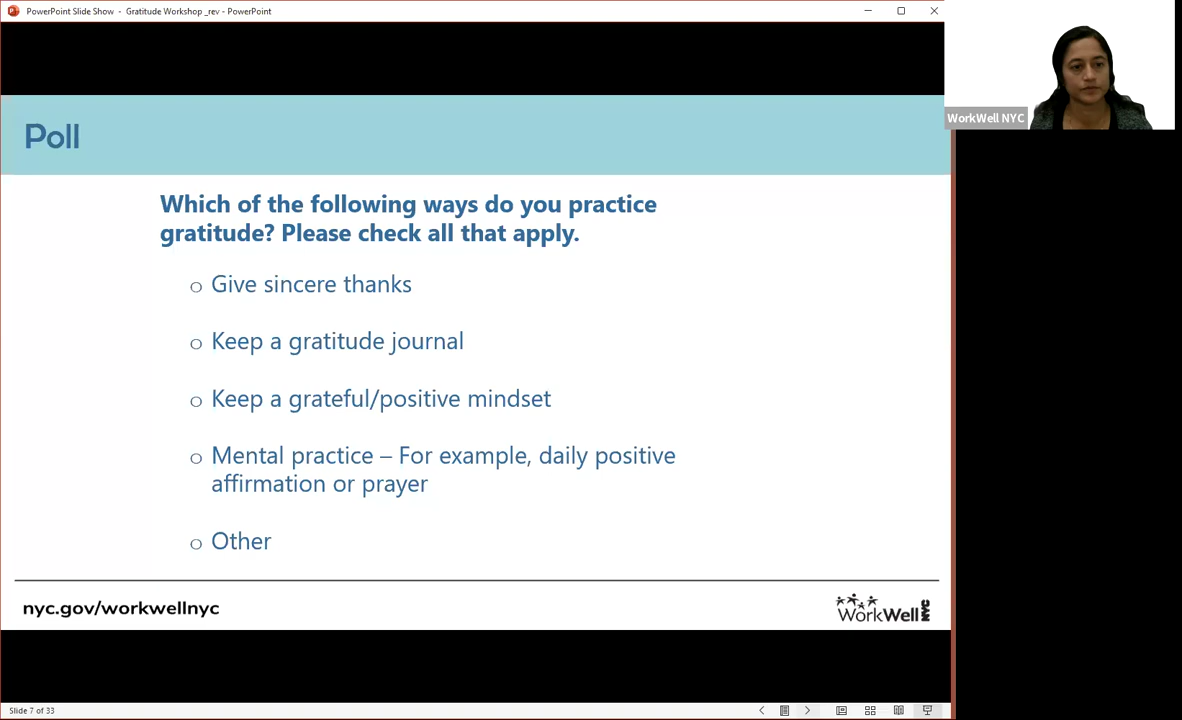 PowerPoint Slide Show - Gratitude Workshop _rev - PowerPoint
WorkWell NYC
Poll
Which of the following ways do you practice
gratitude? Please check all that apply.
o Give sincere thanks
o Keep a gratitude journal
o Keep a grateful/positive mindset
o Mental practice – For example, daily positive
affirmation or prayer
o Other
nyc.gov/workwellnyc
WorkWell NYC
Slide 7 of 33